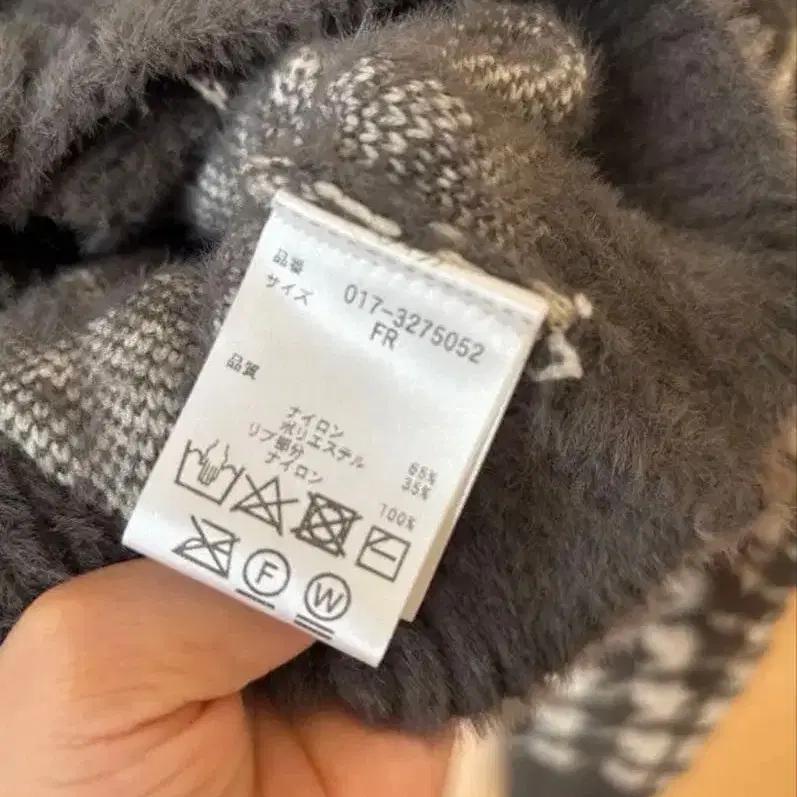 品番 017-3275052
サイズ FR
品質
ナイロン 65%
ポリエステル 35%
リブ部分
ナイロン 100%
F
W